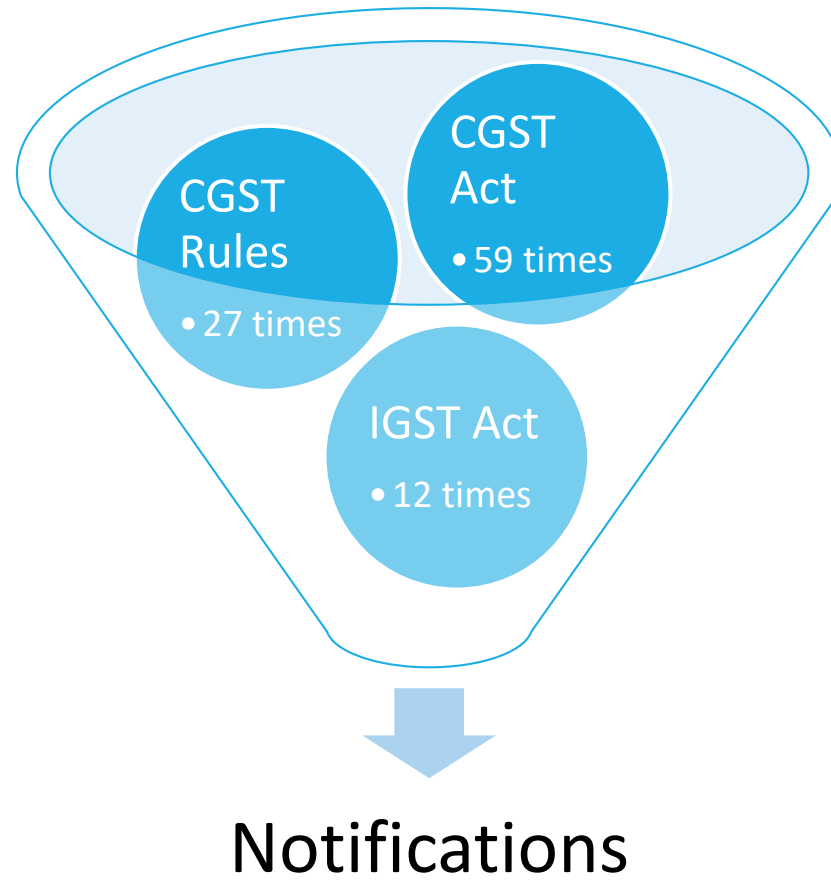 CGST
Rules
• 27 times
CGST
Act
• 59 times
IGST Act
• 12 times
Notifications